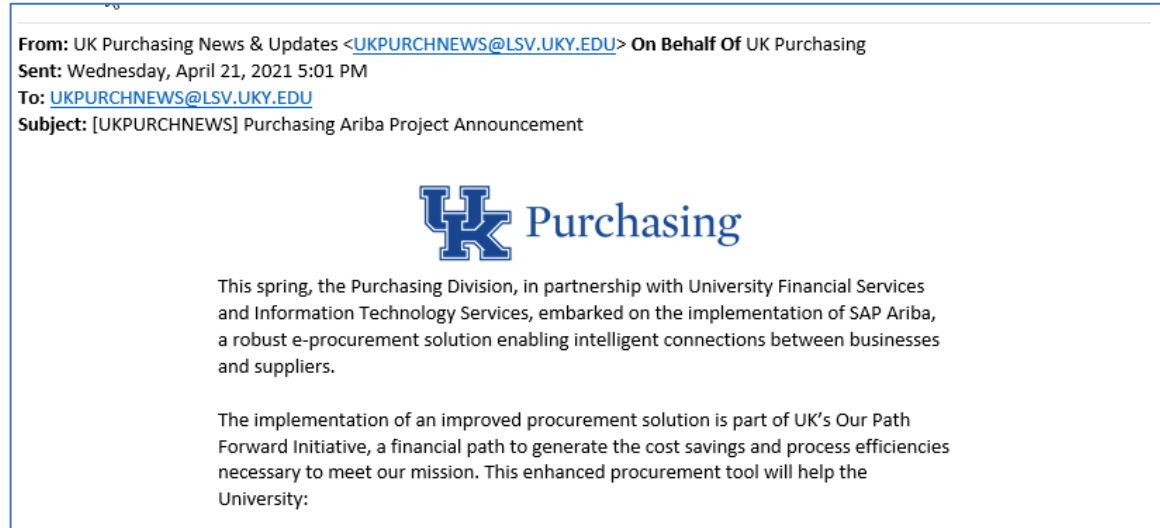 From: UK Purchasing News & Updates <UKPURCHNEWS@LSV.UKY.EDU> On Behalf Of UK Purchasing
Sent: Wednesday, April 21, 2021 5:01 PM
To: UKPURCHNEWS@LSV.UKY.EDU
Subject: [UKPURCHNEWS] Purchasing Ariba Project Announcement
UK Purchasing
This spring, the Purchasing Division, in partnership with University Financial Services
and Information Technology Services, embarked on the implementation of SAP Ariba,
a robust e-procurement solution enabling intelligent connections between businesses
and suppliers.
The implementation of an improved procurement solution is part of UK's Our Path
Forward Initiative, a financial path to generate the cost savings and process efficiencies
necessary to meet our mission. This enhanced procurement tool will help the
University: